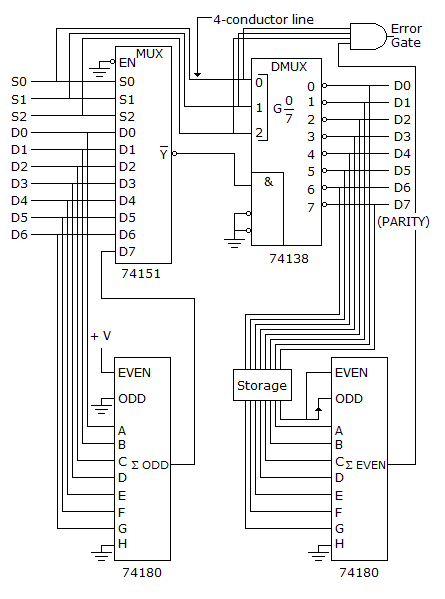 4-conductor line
Error
Gate
MUX
EN
S0
S1
S2
D0
D1
D2
D3
D4
D5
D6
S0
S1
S2
D0
D1
D2
D3
D4
D5
D6
D7
Y
74151
DMUX
0
1
2
G 0/7
&
0
1
2
3
4
5
6
7
74138
D0
D1
D2
D3
D4
D5
D6
D7
(PARITY)
+ V
EVEN
ODD
A
B
C
D
E
F
G
H
Σ ODD
74180
Storage
EVEN
ODD
A
B
C
D
E
F
G
H
Σ EVEN
74180